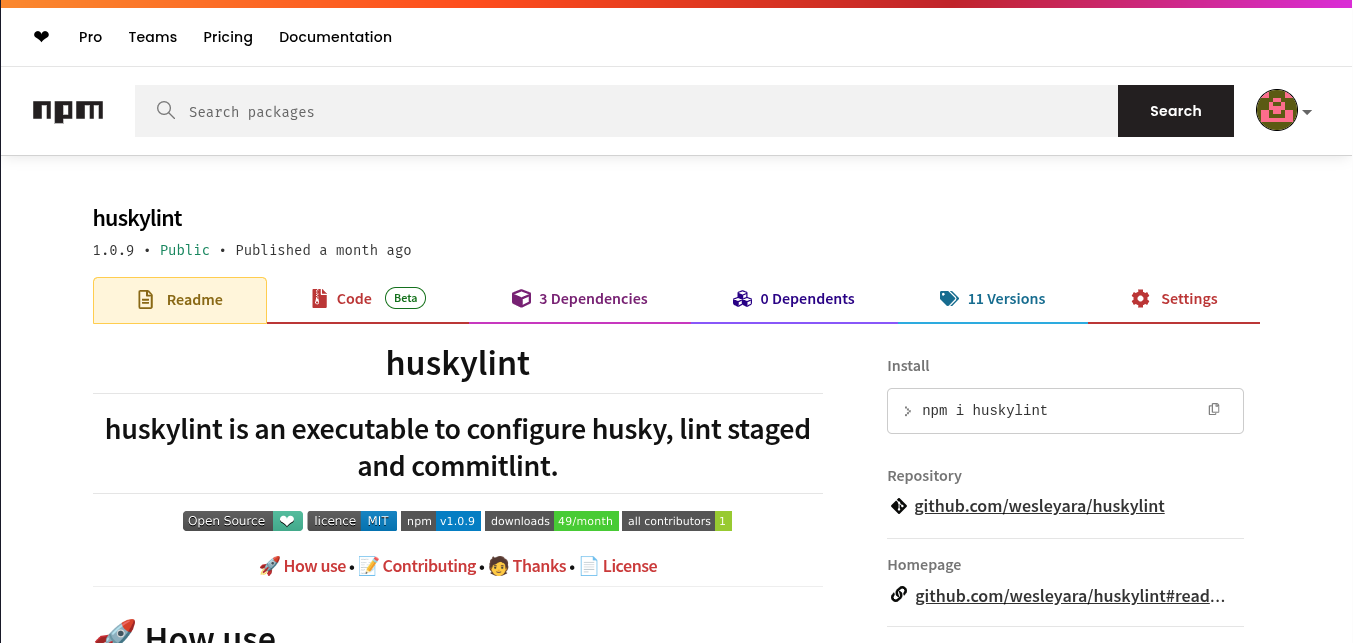 ❤ Pro Teams Pricing Documentation
npm Search packages Search
huskylint
1.0.9 • Public • Published a month ago
Readme Code Beta 3 Dependencies 0 Dependents 11 Versions Settings
huskylint
huskylint is an executable to configure husky, lint staged
and commitlint.
Open Source ❤ licence MIT npm v1.0.9 downloads 49/month all contributors 1
🚀 How use • 📝 Contributing • 🧑 Thanks • 📄 License
🚀 How use
Install
> npm i huskylint
Repository
github.com/wesleyara/huskylint
Homepage
github.com/wesleyara/huskylint#read…